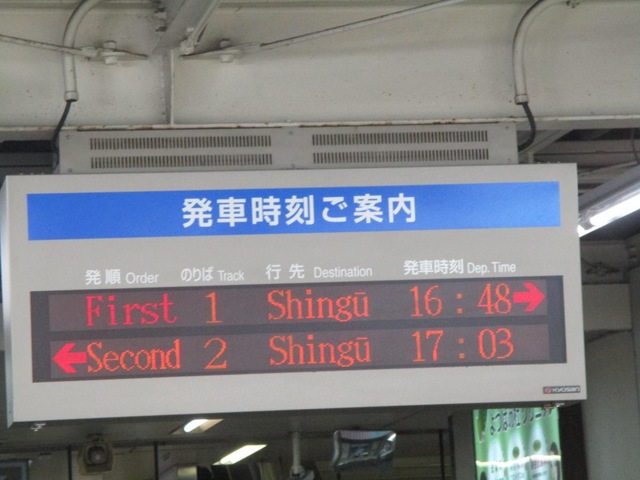 発車時刻ご案内
発順 Order のりば Track 行先 Destination 発車時刻 Dep. Time
First 1 Shingū 16:48→
←Second 2 Shingū 17:03
KYOSAN